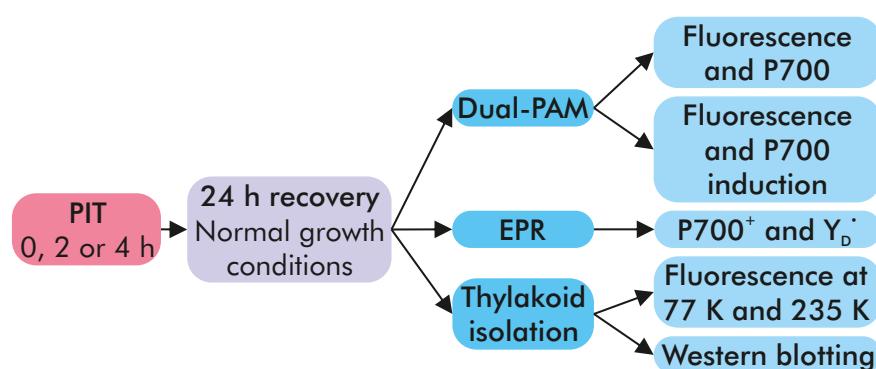 PIT
0, 2 or 4 h
24 h recovery
Normal growth
conditions
Dual-PAM
EPR
Thylakoid
isolation
Fluorescence
and P700
Fluorescence
and P700
induction
P700⁺ and Y_D˙
Fluorescence at
77 K and 235 K
Western blotting